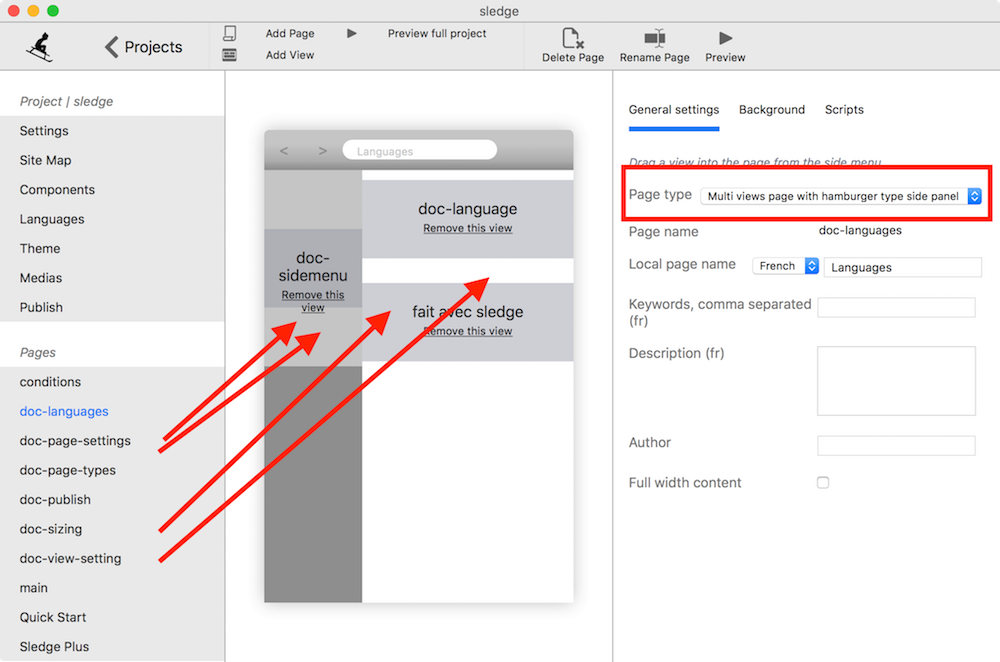 sledge
Projects
Add Page
Preview full project
Add View
Delete Page
Rename Page
Preview
Project | sledge
Settings
Site Map
Components
Languages
Theme
Medias
Publish
Pages
conditions
doc-languages
doc-page-settings
doc-page-types
doc-publish
doc-sizing
doc-view-setting
main
Quick Start
Sledge Plus
< > Languages
doc-
sidemenu
Remove this
view
doc-language
Remove this view
fait avec sledge
Remove this view
General settings Background Scripts
Drag a view into the page from the side menu
Page type Multi views page with hamburger type side panel
Page name doc-languages
Local page name French Languages
Keywords, comma separated
(fr)
Description (fr)
Author
Full width content